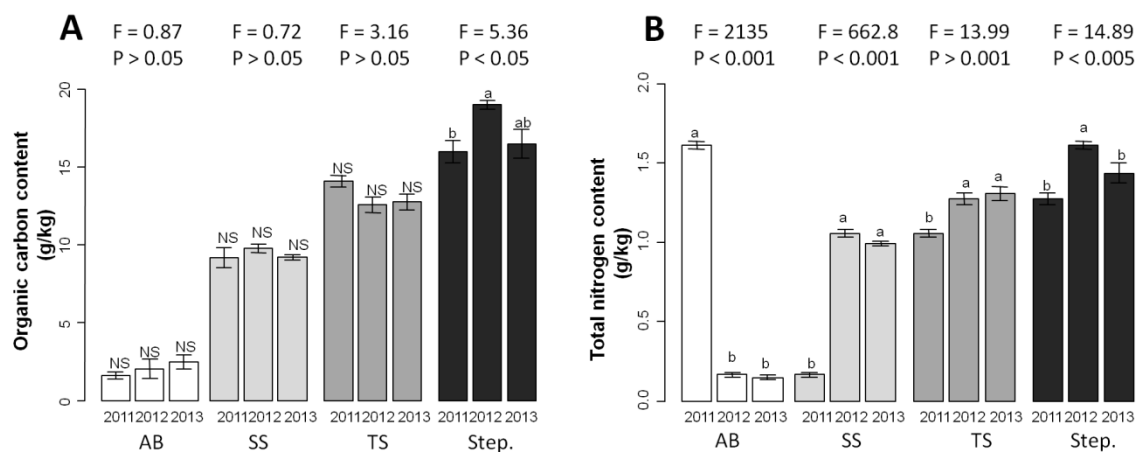 A
F = 0.87
P > 0.05
F = 0.72
P > 0.05
F = 3.16
P > 0.05
F = 5.36
P < 0.05
Organic carbon content
(g/kg)
0
5
10
15
20
NS
NS
NS
NS
NS
NS
NS
NS
NS
b
a
ab
2011 2012 2013
2011 2012 2013
2011 2012 2013
2011 2012 2013
AB
SS
TS
Step.
B
F = 2135
P < 0.001
F = 662.8
P < 0.001
F = 13.99
P > 0.001
F = 14.89
P < 0.005
Total nitrogen content
(g/kg)
0.0
0.5
1.0
1.5
2.0
a
b
b
b
a
a
b
a
a
b
a
b
2011 2012 2013
2011 2012 2013
2011 2012 2013
2011 2012 2013
AB
SS
TS
Step.